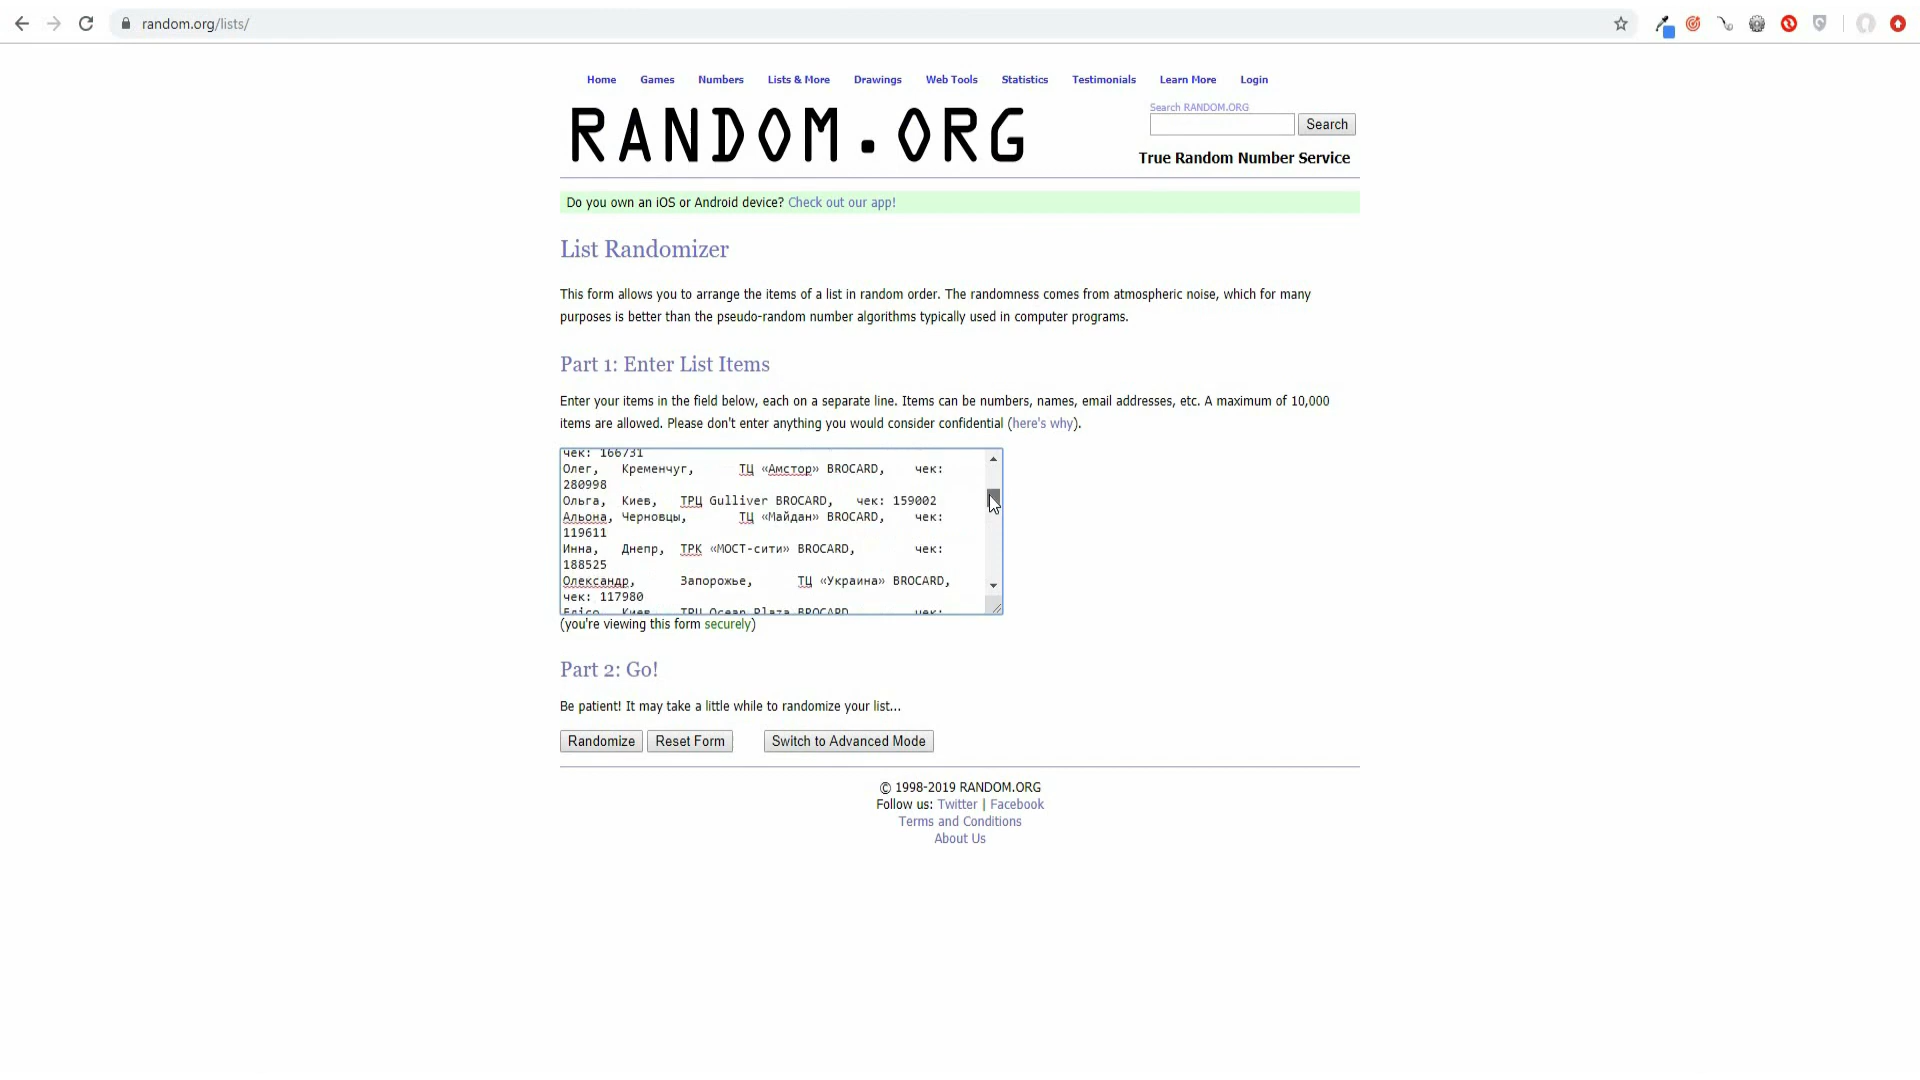 random.org/lists/
Home Games Numbers Lists & More Drawings Web Tools Statistics Testimonials Learn More Login
RANDOM.ORG
Search RANDOM.ORG
Search
True Random Number Service
Do you own an iOS or Android device? Check out our app!
List Randomizer
This form allows you to arrange the items of a list in random order. The randomness comes from atmospheric noise, which for many
purposes is better than the pseudo-random number algorithms typically used in computer programs.
Part 1: Enter List Items
Enter your items in the field below, each on a separate line. Items can be numbers, names, email addresses, etc. A maximum of 10,000
items are allowed. Please don't enter anything you would consider confidential (here's why).
чек: 166731
Олег, Кременчуг, ТЦ «Амстор» BROCARD, чек:
280998
Ольга, Киев, ТРЦ Gulliver BROCARD, чек: 159002
Альона, Черновцы, ТЦ «Майдан» BROCARD, чек:
119611
Инна, Днепр, ТРК «МОСТ-сити» BROCARD, чек:
188525
Олександр, Запорожье, ТЦ «Украина» BROCARD,
чек: 117980
Киев, ТРЦ Ocean Plaza BROCARD, чек:
(you're viewing this form securely)
Part 2: Go!
Be patient! It may take a little while to randomize your list...
Randomize Reset Form Switch to Advanced Mode
© 1998-2019 RANDOM.ORG
Follow us: Twitter | Facebook
Terms and Conditions
About Us